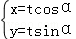 x=tcosα
y=tsinα